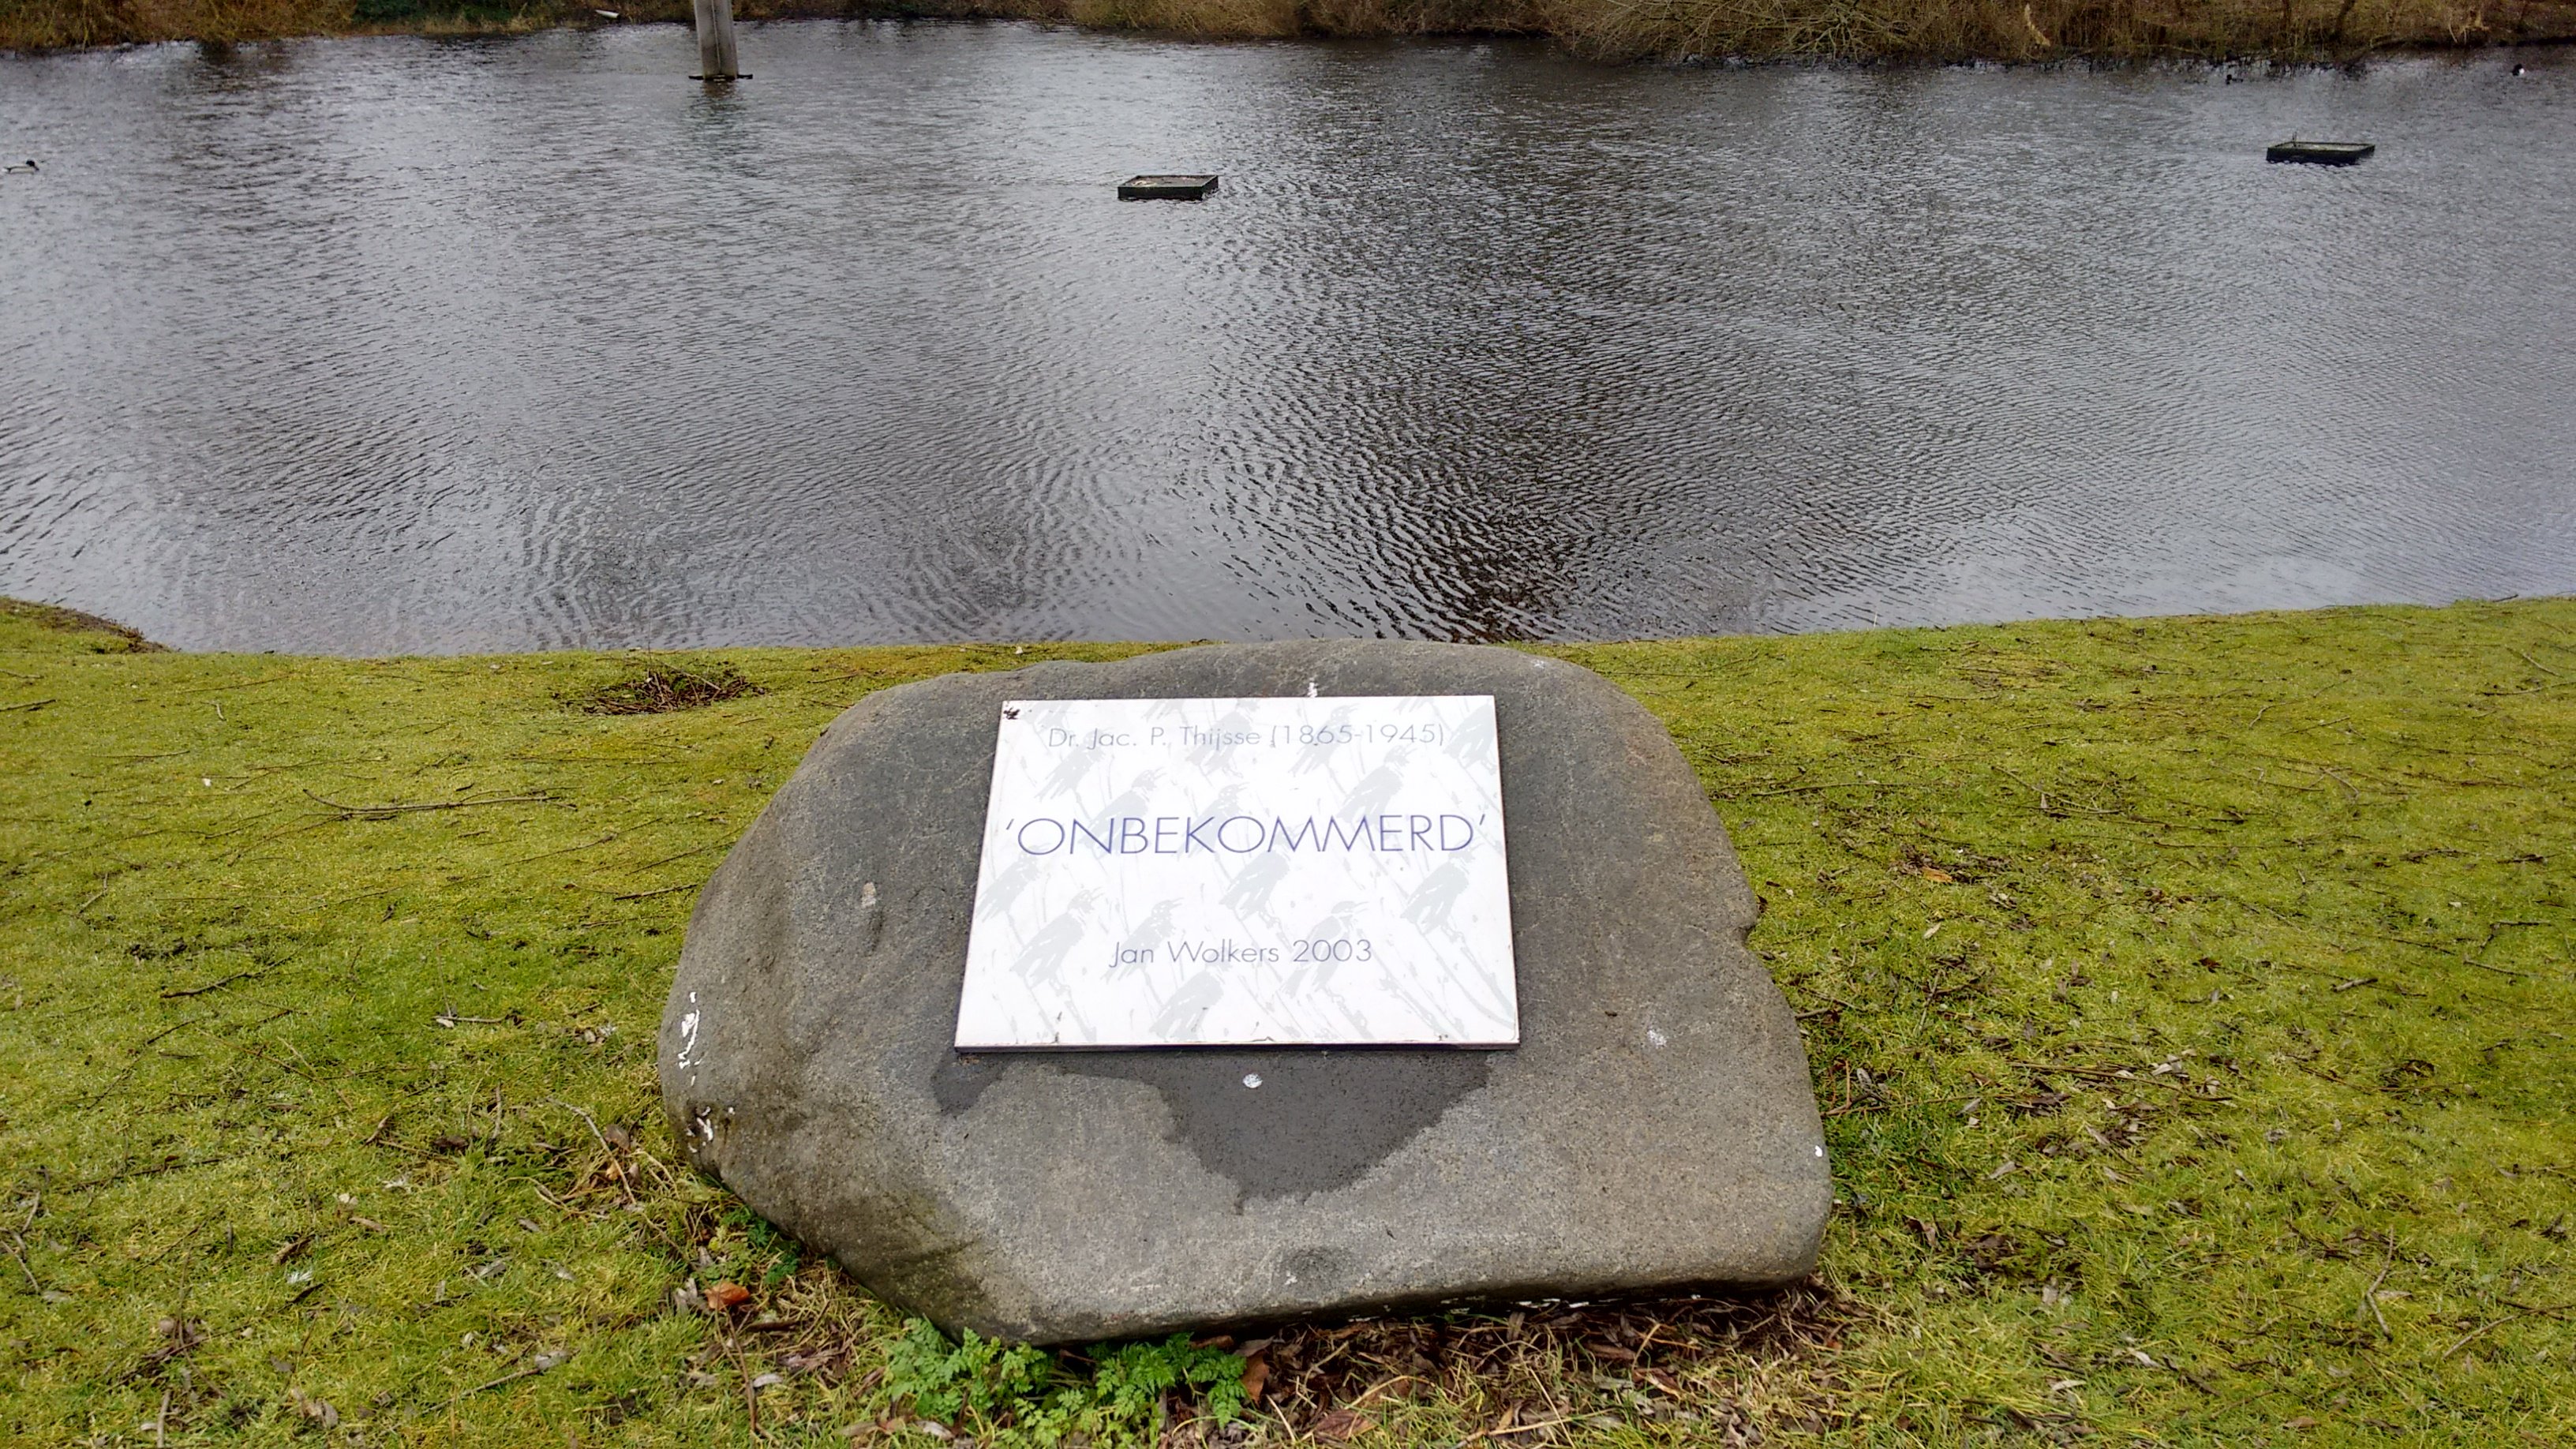 Dr. Jac. P. Thijsse (1865-1945)
'ONBEKOMMERD'
Jan Wolkers 2003